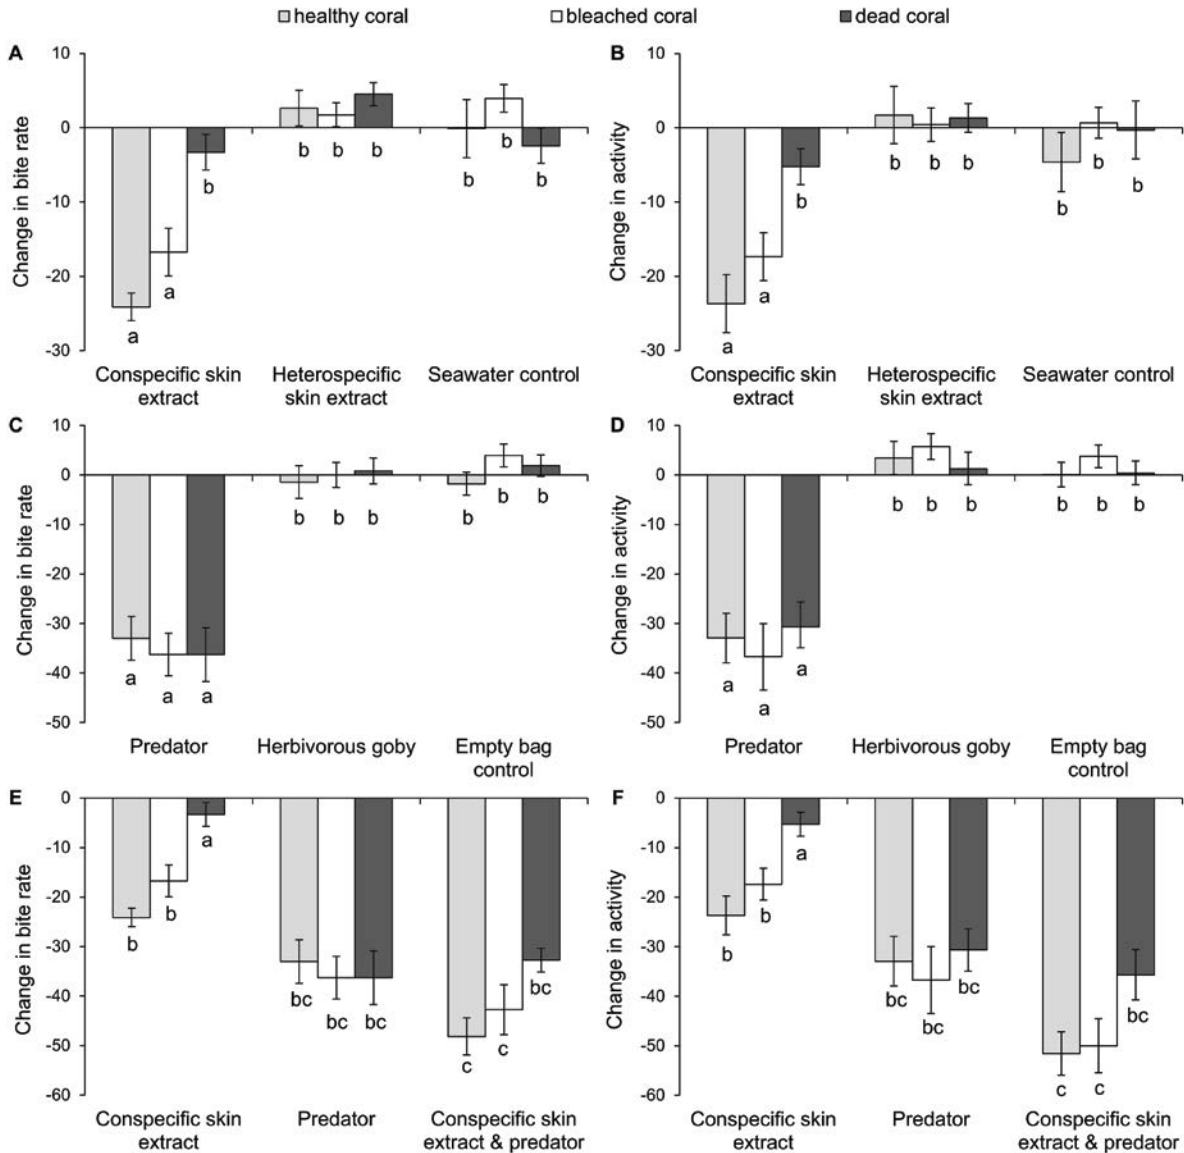 healthy coral bleached coral dead coral
A
Change in bite rate
10
0
-10
-20
-30
a
a
b
b
b
b
b
b
b
Conspecific skin
extract
Heterospecific
skin extract
Seawater control
B
Change in activity
10
0
-10
-20
-30
a
a
b
b
b
b
b
b
b
Conspecific skin
extract
Heterospecific
skin extract
Seawater control
C
Change in bite rate
10
0
-10
-20
-30
-40
-50
a
a
a
b
b
b
b
b
b
Predator
Herbivorous goby
Empty bag
control
D
Change in activity
10
0
-10
-20
-30
-40
-50
a
a
a
b
b
b
b
b
b
Predator
Herbivorous goby
Empty bag
control
E
Change in bite rate
0
-10
-20
-30
-40
-50
-60
b
b
a
bc
bc
bc
c
c
bc
Conspecific skin
extract
Predator
Conspecific skin
extract & predator
F
Change in activity
0
-10
-20
-30
-40
-50
-60
b
b
a
bc
bc
bc
c
c
bc
Conspecific skin
extract
Predator
Conspecific skin
extract & predator